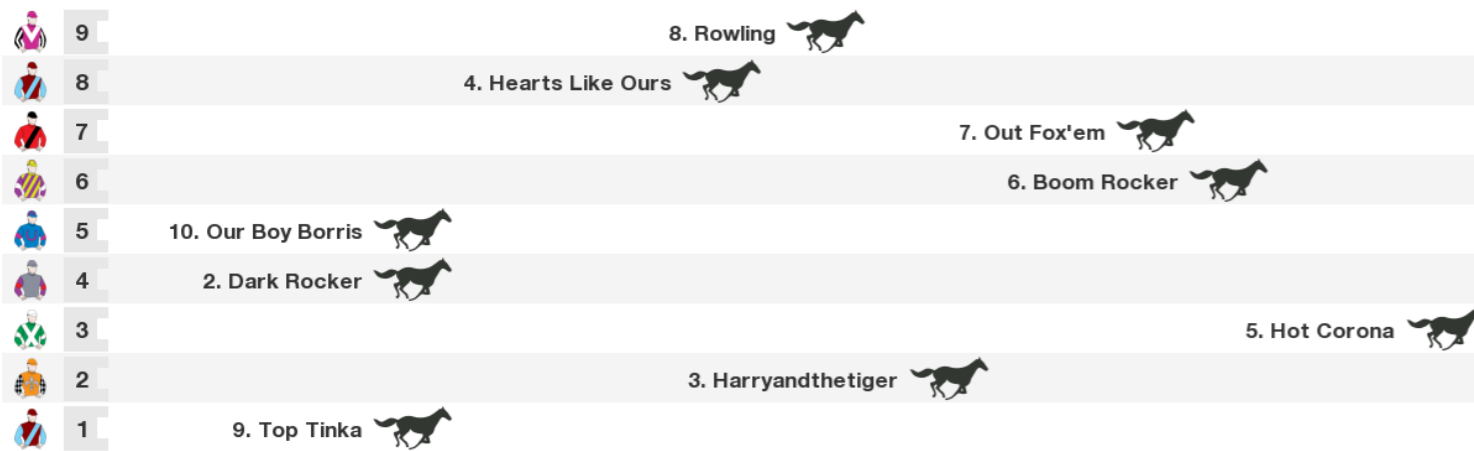 9 8. Rowling
8 4. Hearts Like Ours
7 7. Out Fox'em
6 6. Boom Rocker
5 10. Our Boy Borris
4 2. Dark Rocker
3 5. Hot Corona
2 3. Harryandthetiger
1 9. Top Tinka